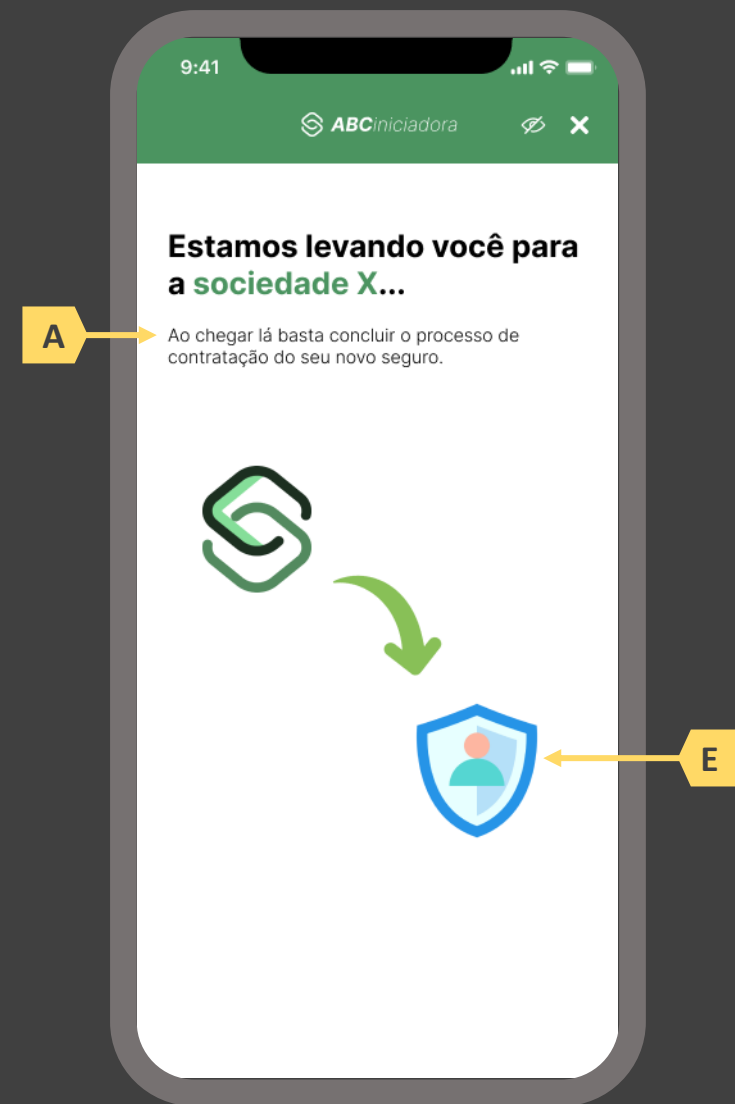 9:41
ABCiniciadora
Estamos levando você para
a sociedade X...
A
Ao chegar lá basta concluir o processo de
contratação do seu novo seguro.
E